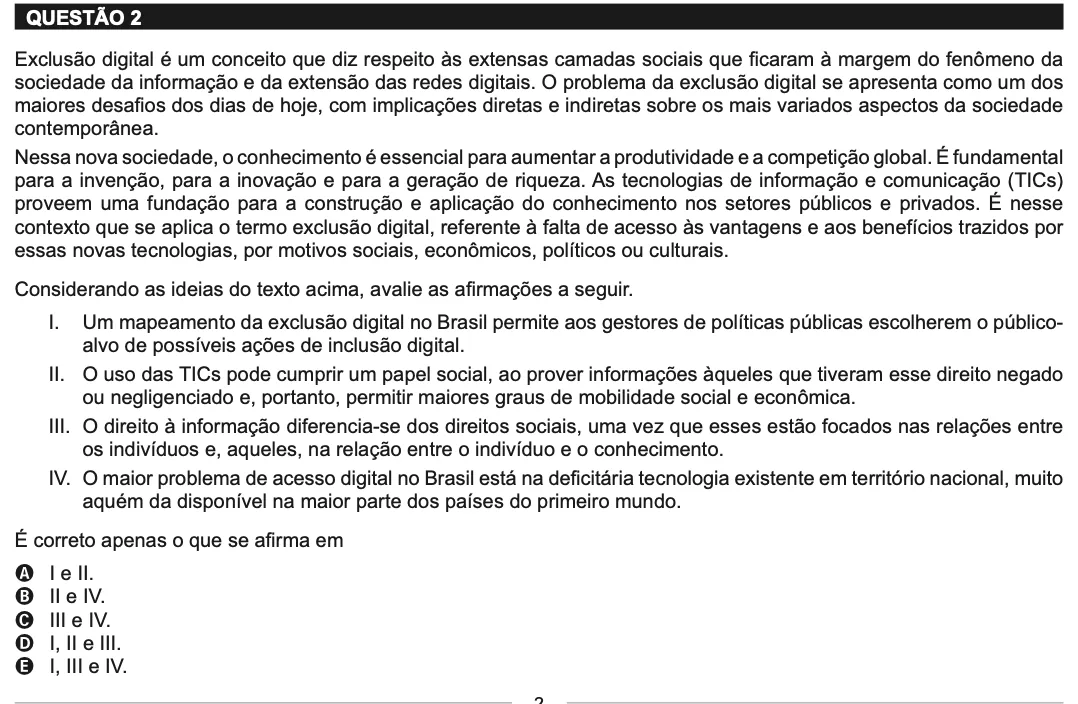 QUESTÃO 2
Exclusão digital é um conceito que diz respeito às extensas camadas sociais que ficaram à margem do fenômeno da
sociedade da informação e da extensão das redes digitais. O problema da exclusão digital se apresenta como um dos
maiores desafios dos dias de hoje, com implicações diretas e indiretas sobre os mais variados aspectos da sociedade
contemporânea.
Nessa nova sociedade, o conhecimento é essencial para aumentar a produtividade e a competição global. É fundamental
para a invenção, para a inovação e para a geração de riqueza. As tecnologias de informação e comunicação (TICs)
proveem uma fundação para a construção e aplicação do conhecimento nos setores públicos e privados. É nesse
contexto que se aplica o termo exclusão digital, referente à falta de acesso às vantagens e aos benefícios trazidos por
essas novas tecnologias, por motivos sociais, econômicos, políticos ou culturais.
Considerando as ideias do texto acima, avalie as afirmações a seguir.
I. Um mapeamento da exclusão digital no Brasil permite aos gestores de políticas públicas escolherem o público-
alvo de possíveis ações de inclusão digital.
II. O uso das TICs pode cumprir um papel social, ao prover informações àqueles que tiveram esse direito negado
ou negligenciado e, portanto, permitir maiores graus de mobilidade social e econômica.
III. O direito à informação diferencia-se dos direitos sociais, uma vez que esses estão focados nas relações entre
os indivíduos e, aqueles, na relação entre o indivíduo e o conhecimento.
IV. O maior problema de acesso digital no Brasil está na deficitária tecnologia existente em território nacional, muito
aquém da disponível na maior parte dos países do primeiro mundo.
É correto apenas o que se afirma em
A I e II.
B II e IV.
C III e IV.
D I, II e III.
E I, III e IV.
2